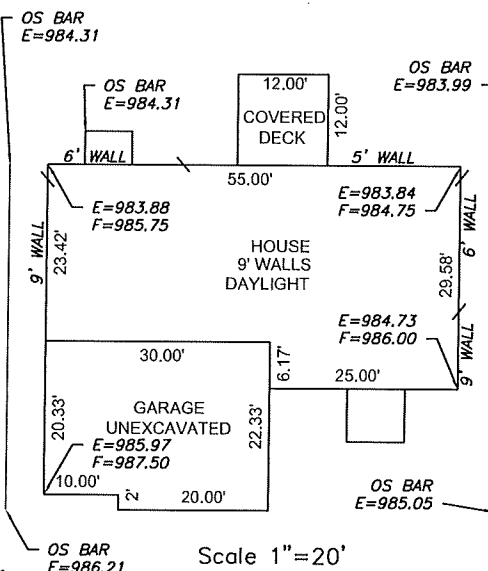 OS BAR
E=984.31
OS BAR
E=984.31
12.00'
COVERED
DECK
12.00'
OS BAR
E=983.99
6' WALL
5' WALL
55.00'
E=983.88
F=985.75
E=983.84
F=984.75
9' WALL
23.42'
HOUSE
9' WALLS
DAYLIGHT
29.58'
6' WALL
E=984.73
F=986.00
9' WALL
30.00'
6.17'
25.00'
20.33'
GARAGE
UNEXCAVATED
22.33'
E=985.97
F=987.50
10.00'
2'
20.00'
OS BAR
E=985.05
OS BAR
E=986.21
Scale 1"=20'